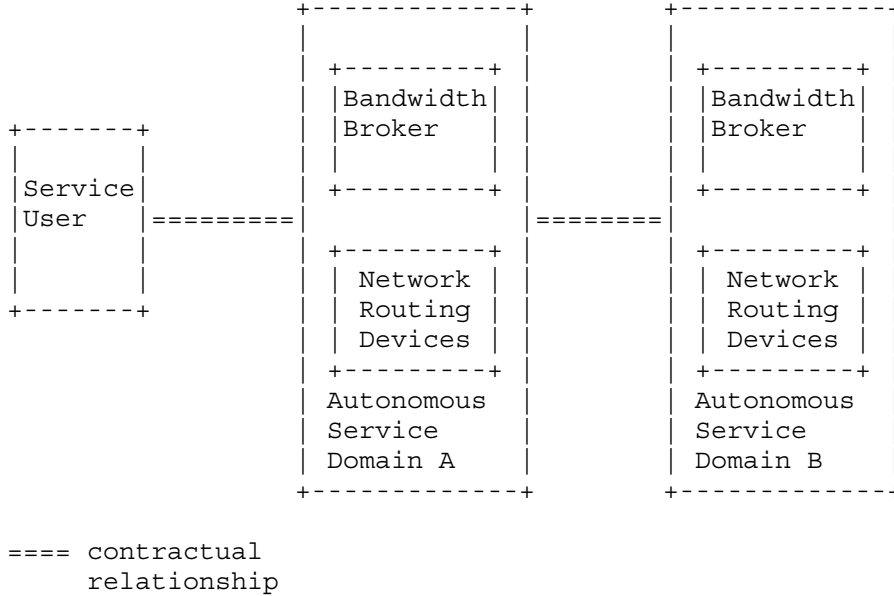 Bandwidth
Broker
Bandwidth
Broker
Service
User
Network
Routing
Devices
Network
Routing
Devices
Autonomous
Service
Domain A
Autonomous
Service
Domain B
==== contractual
relationship